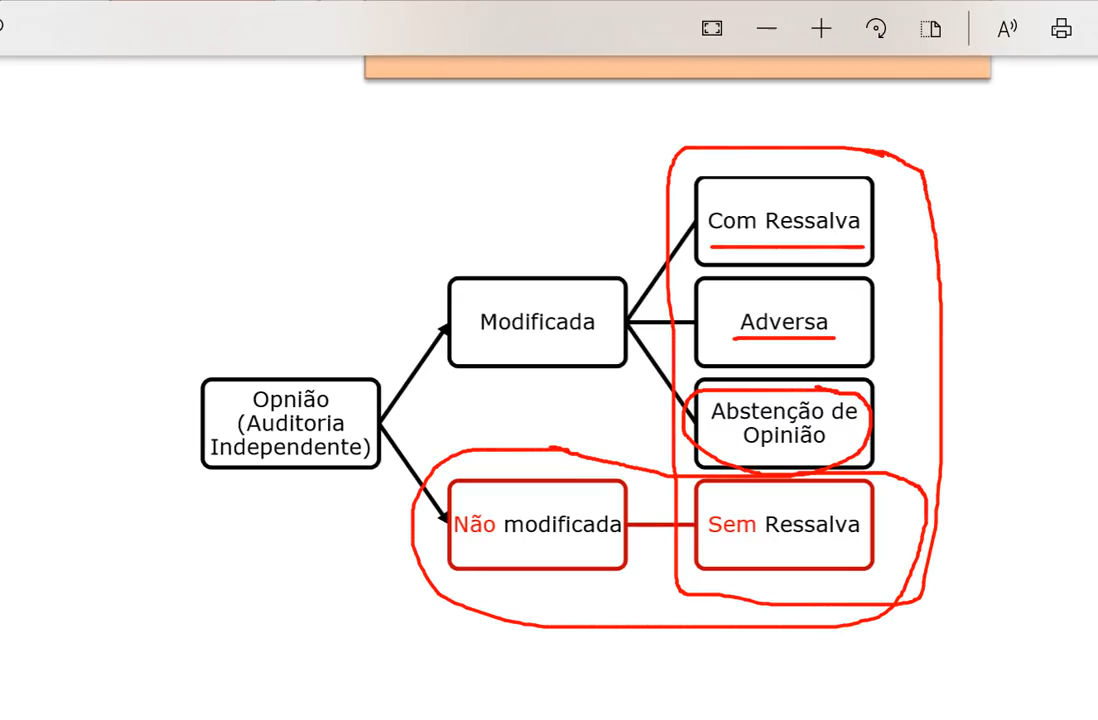 Com Ressalva
Modificada
Adversa
Opnião
(Auditoria
Independente)
Abstenção de
Opinião
Não modificada
Sem Ressalva